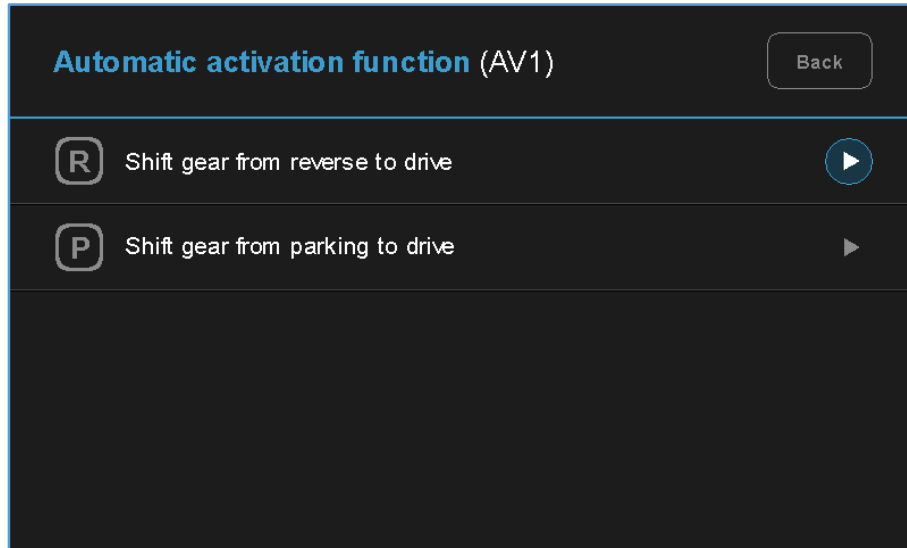 Automatic activation function (AV1)
Back
R Shift gear from reverse to drive
P Shift gear from parking to drive